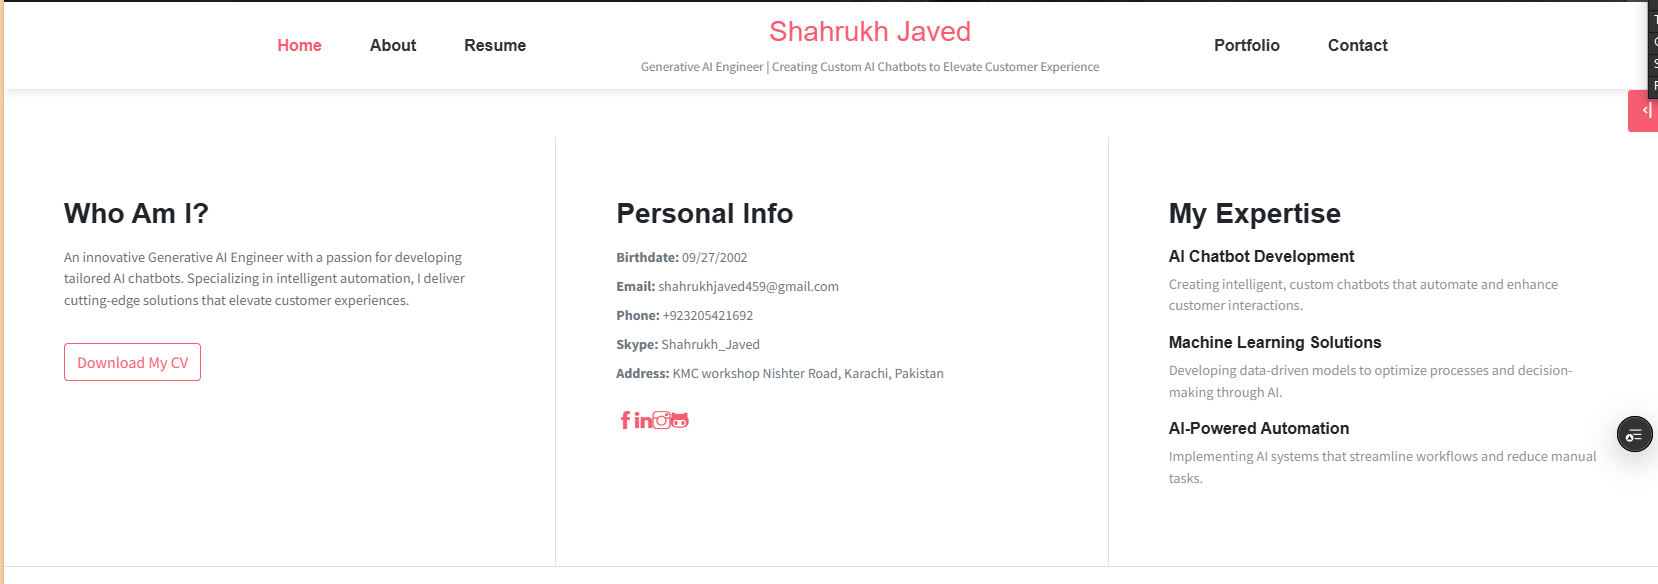 Home
About
Resume
Shahrukh Javed
Generative AI Engineer | Creating Custom AI Chatbots to Elevate Customer Experience
Portfolio
Contact
Who Am I?
An innovative Generative AI Engineer with a passion for developing
tailored AI chatbots. Specializing in intelligent automation, I deliver
cutting-edge solutions that elevate customer experiences.
Download My CV
Personal Info
Birthdate: 09/27/2002
Email: shahrukhjaved459@gmail.com
Phone: +923205421692
Skype: Shahrukh_Javed
Address: KMC workshop Nishter Road, Karachi, Pakistan
My Expertise
AI Chatbot Development
Creating intelligent, custom chatbots that automate and enhance
customer interactions.
Machine Learning Solutions
Developing data-driven models to optimize processes and decision-
making through AI.
AI-Powered Automation
Implementing AI systems that streamline workflows and reduce manual
tasks.